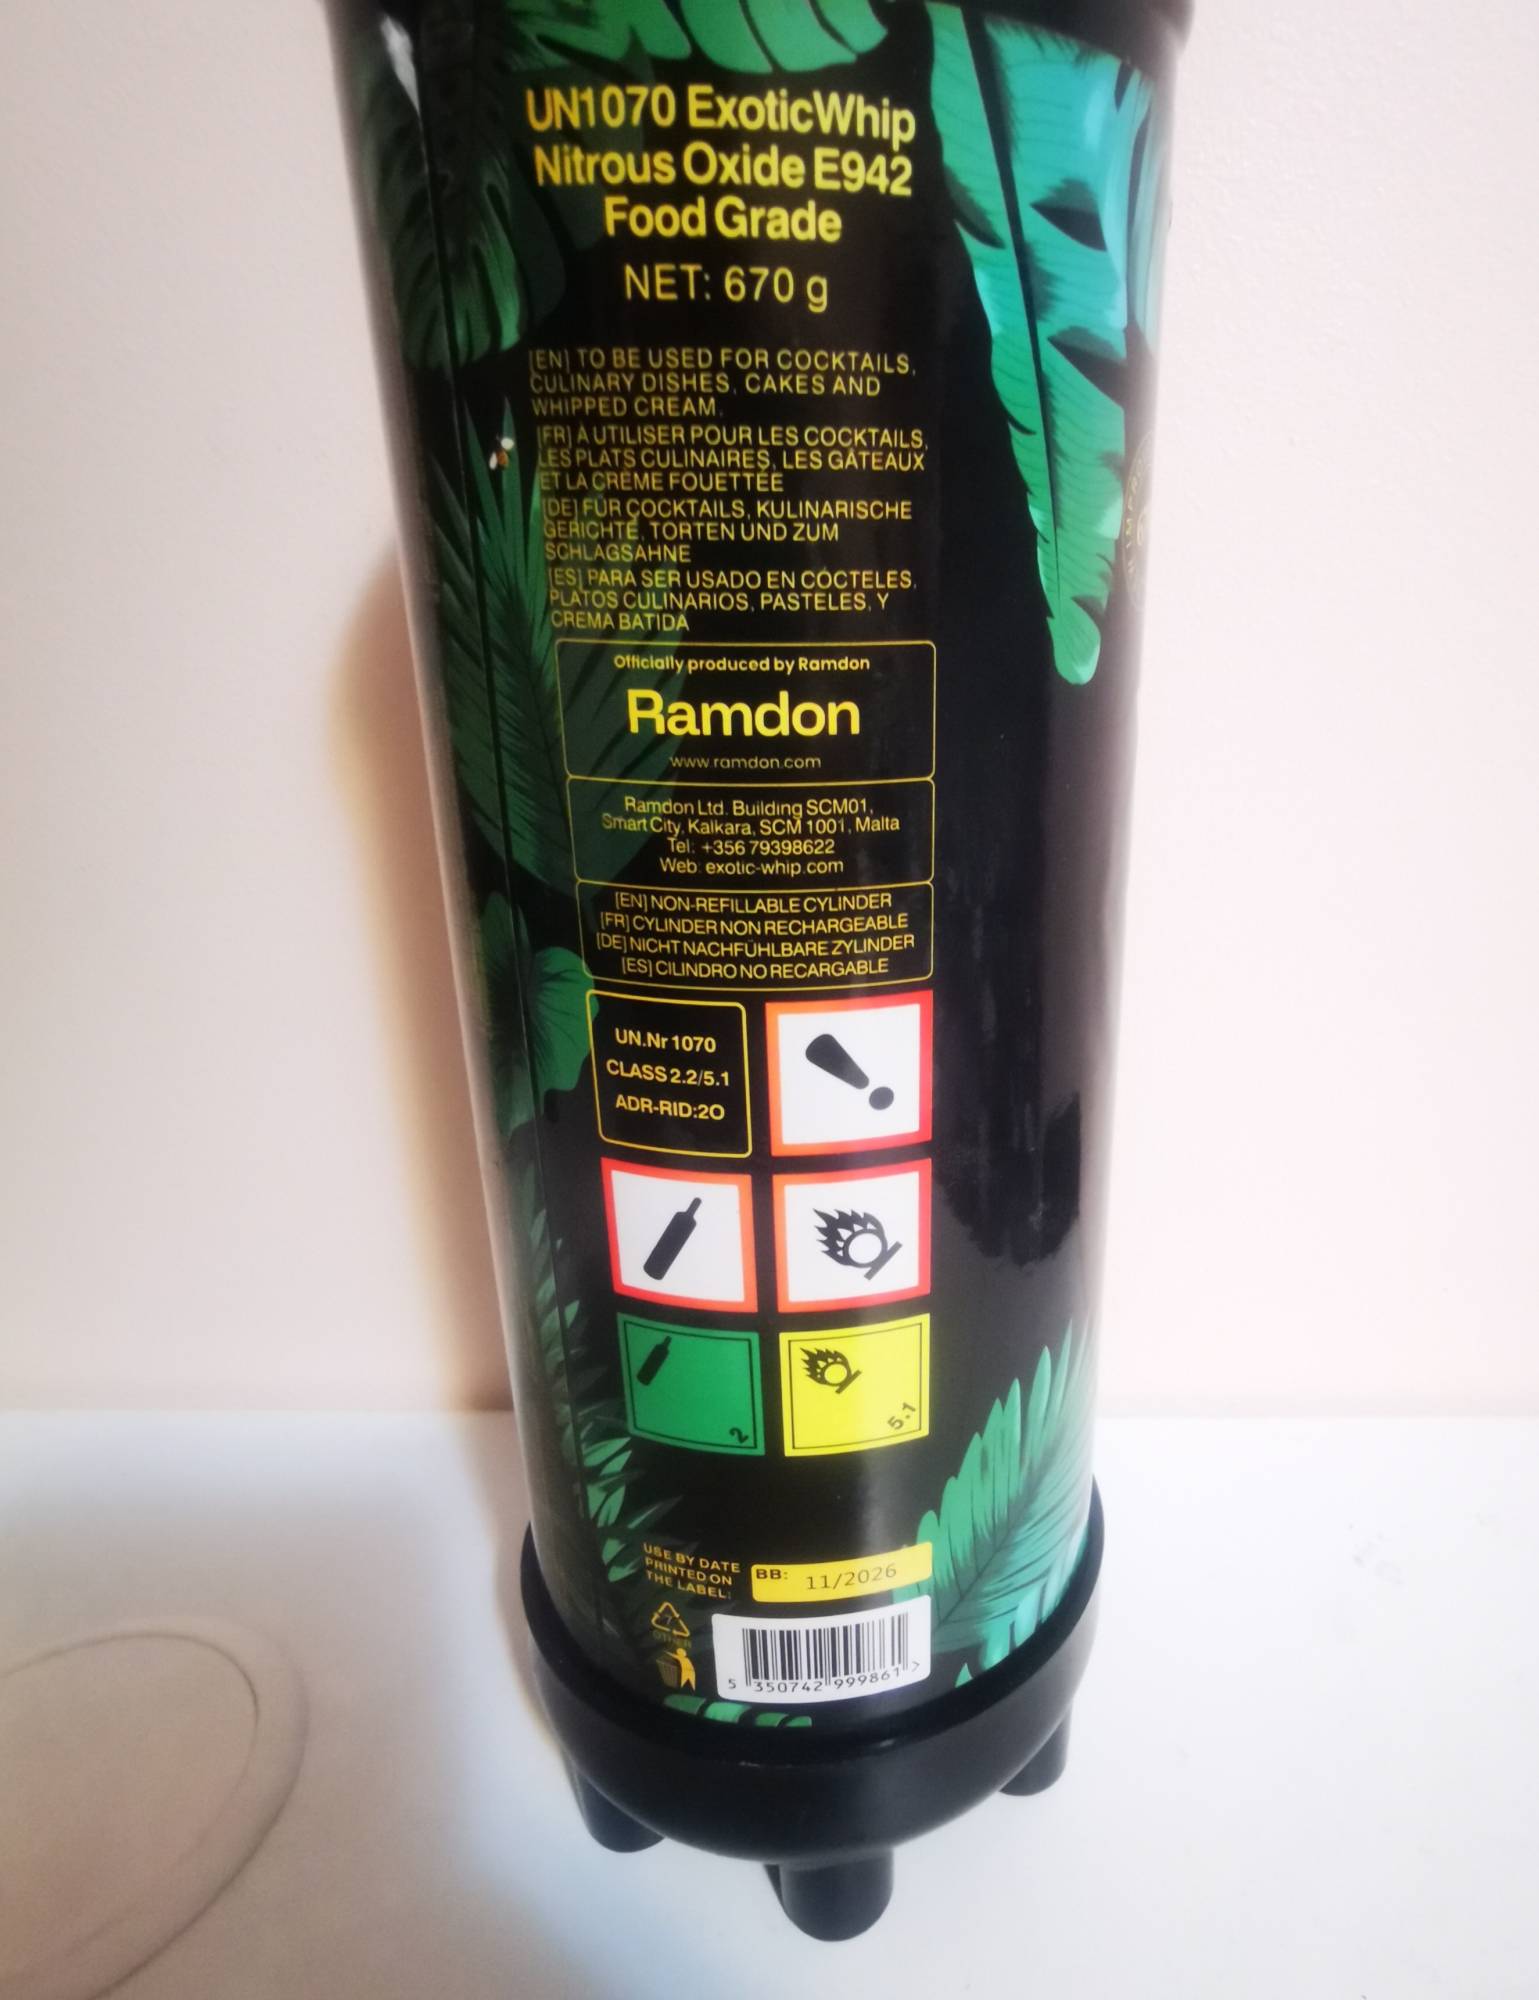 UN1070 ExoticWhip
Nitrous Oxide E942
Food Grade
NET: 670 g
[EN] TO BE USED FOR COCKTAILS,
CULINARY DISHES, CAKES AND
WHIPPED CREAM.
[FR] À UTILISER POUR LES COCKTAILS,
LES PLATS CULINAIRES, LES GÂTEAUX
ET LA CRÈME FOUETTÉE
[DE] FÜR COCKTAILS, KULINARISCHE
GERICHTE, TORTEN UND ZUM
SCHLAGSAHNE
[ES] PARA SER USADO EN CÓCTELES,
PLATOS CULINARIOS, PASTELES, Y
CREMA BATIDA
Officially produced by Ramdon
Ramdon
www.ramdon.com
Ramdon Ltd. Building SCM01,
Smart City, Kalkara, SCM 1001, Malta
Tel: +356 79398622
Web: exotic-whip.com
[EN] NON-REFILLABLE CYLINDER
[FR] CYLINDER NON RECHARGEABLE
[DE] NICHT NACHFÜHLBARE ZYLINDER
[ES] CILINDRO NO RECARGABLE
UN.Nr 1070
CLASS 2.2/5.1
ADR-RID:2O
2
5.1
USE BY DATE
PRINTED ON
THE LABEL:
BB: 11/2026
7
OTHER
5 350742 999861 >